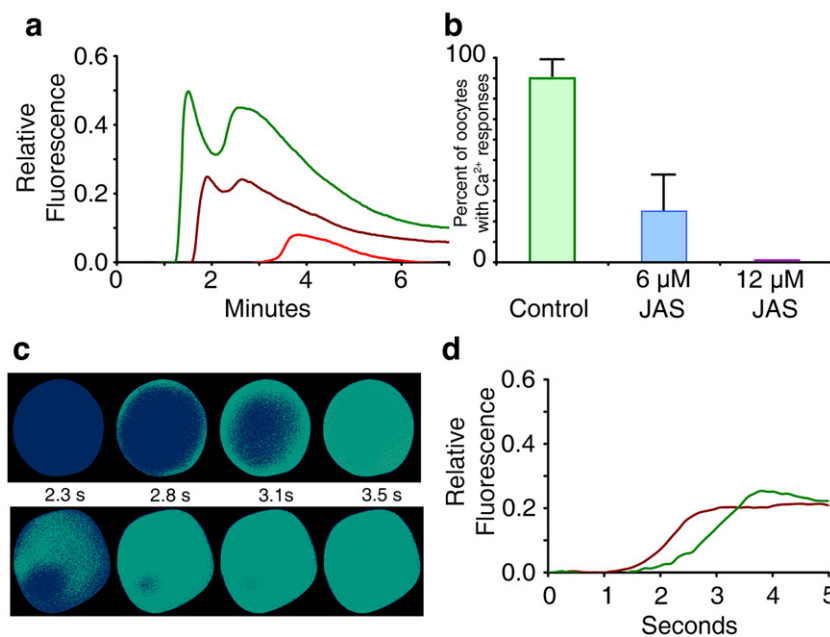 a
0.6
0.4
0.2
0.0
Relative
Fluorescence
0
2
4
6
Minutes
b
100
0
Percent of oocytes
with Ca²⁺ responses
Control
6 µM
JAS
12 µM
JAS
c
2.3 s
2.8 s
3.1s
3.5 s
d
0.6
0.4
0.2
0.0
Relative
Fluorescence
0
1
2
3
4
5
Seconds